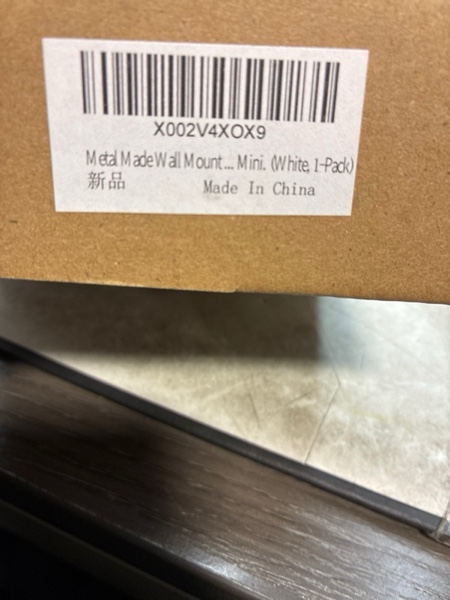 X002V4XOX9
Metal Made Wall Mount... Mini. (White, 1-Pack)
新品 Made In China